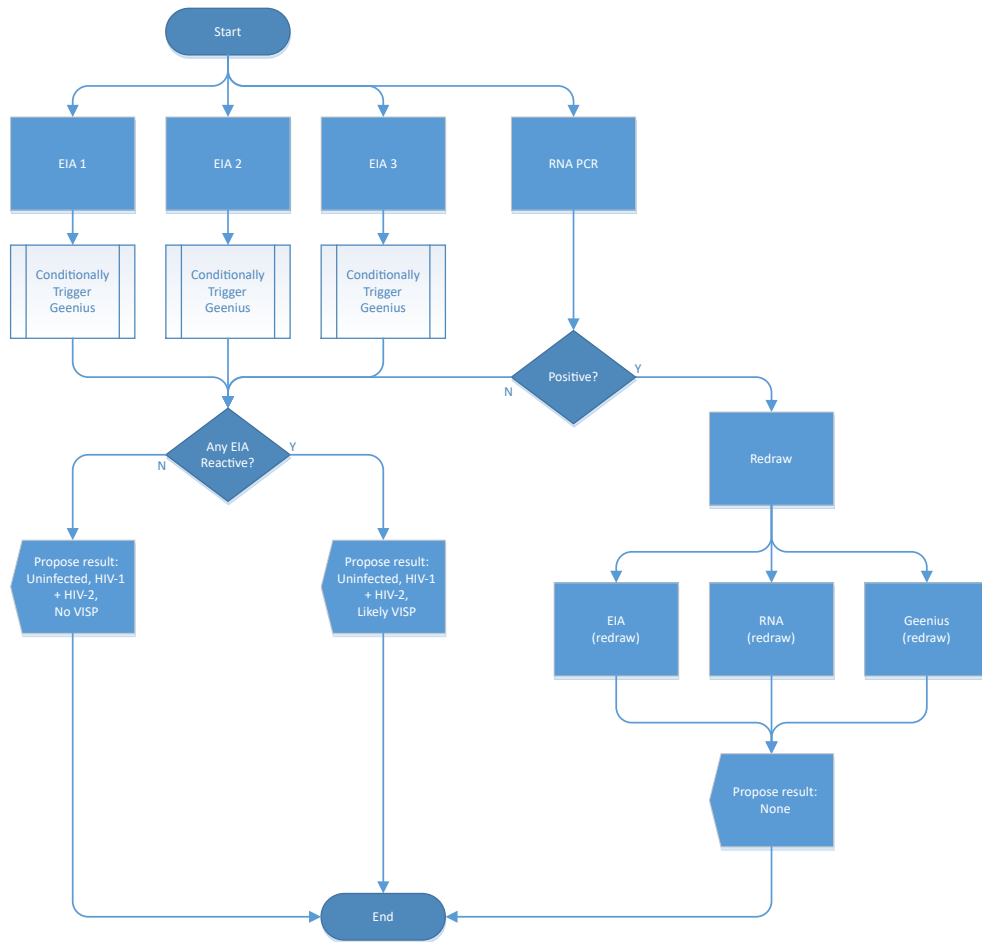 Start
EIA 1
EIA 2
EIA 3
RNA PCR
Conditionally
Trigger
Geenius
Conditionally
Trigger
Geenius
Conditionally
Trigger
Geenius
Positive?
N
Y
Any EIA
Reactive?
N
Y
Redraw
Propose result:
Uninfected, HIV-1
+ HIV-2,
No VISP
Propose result:
Uninfected, HIV-1
+ HIV-2,
Likely VISP
EIA
(redraw)
RNA
(redraw)
Geenius
(redraw)
Propose result:
None
End